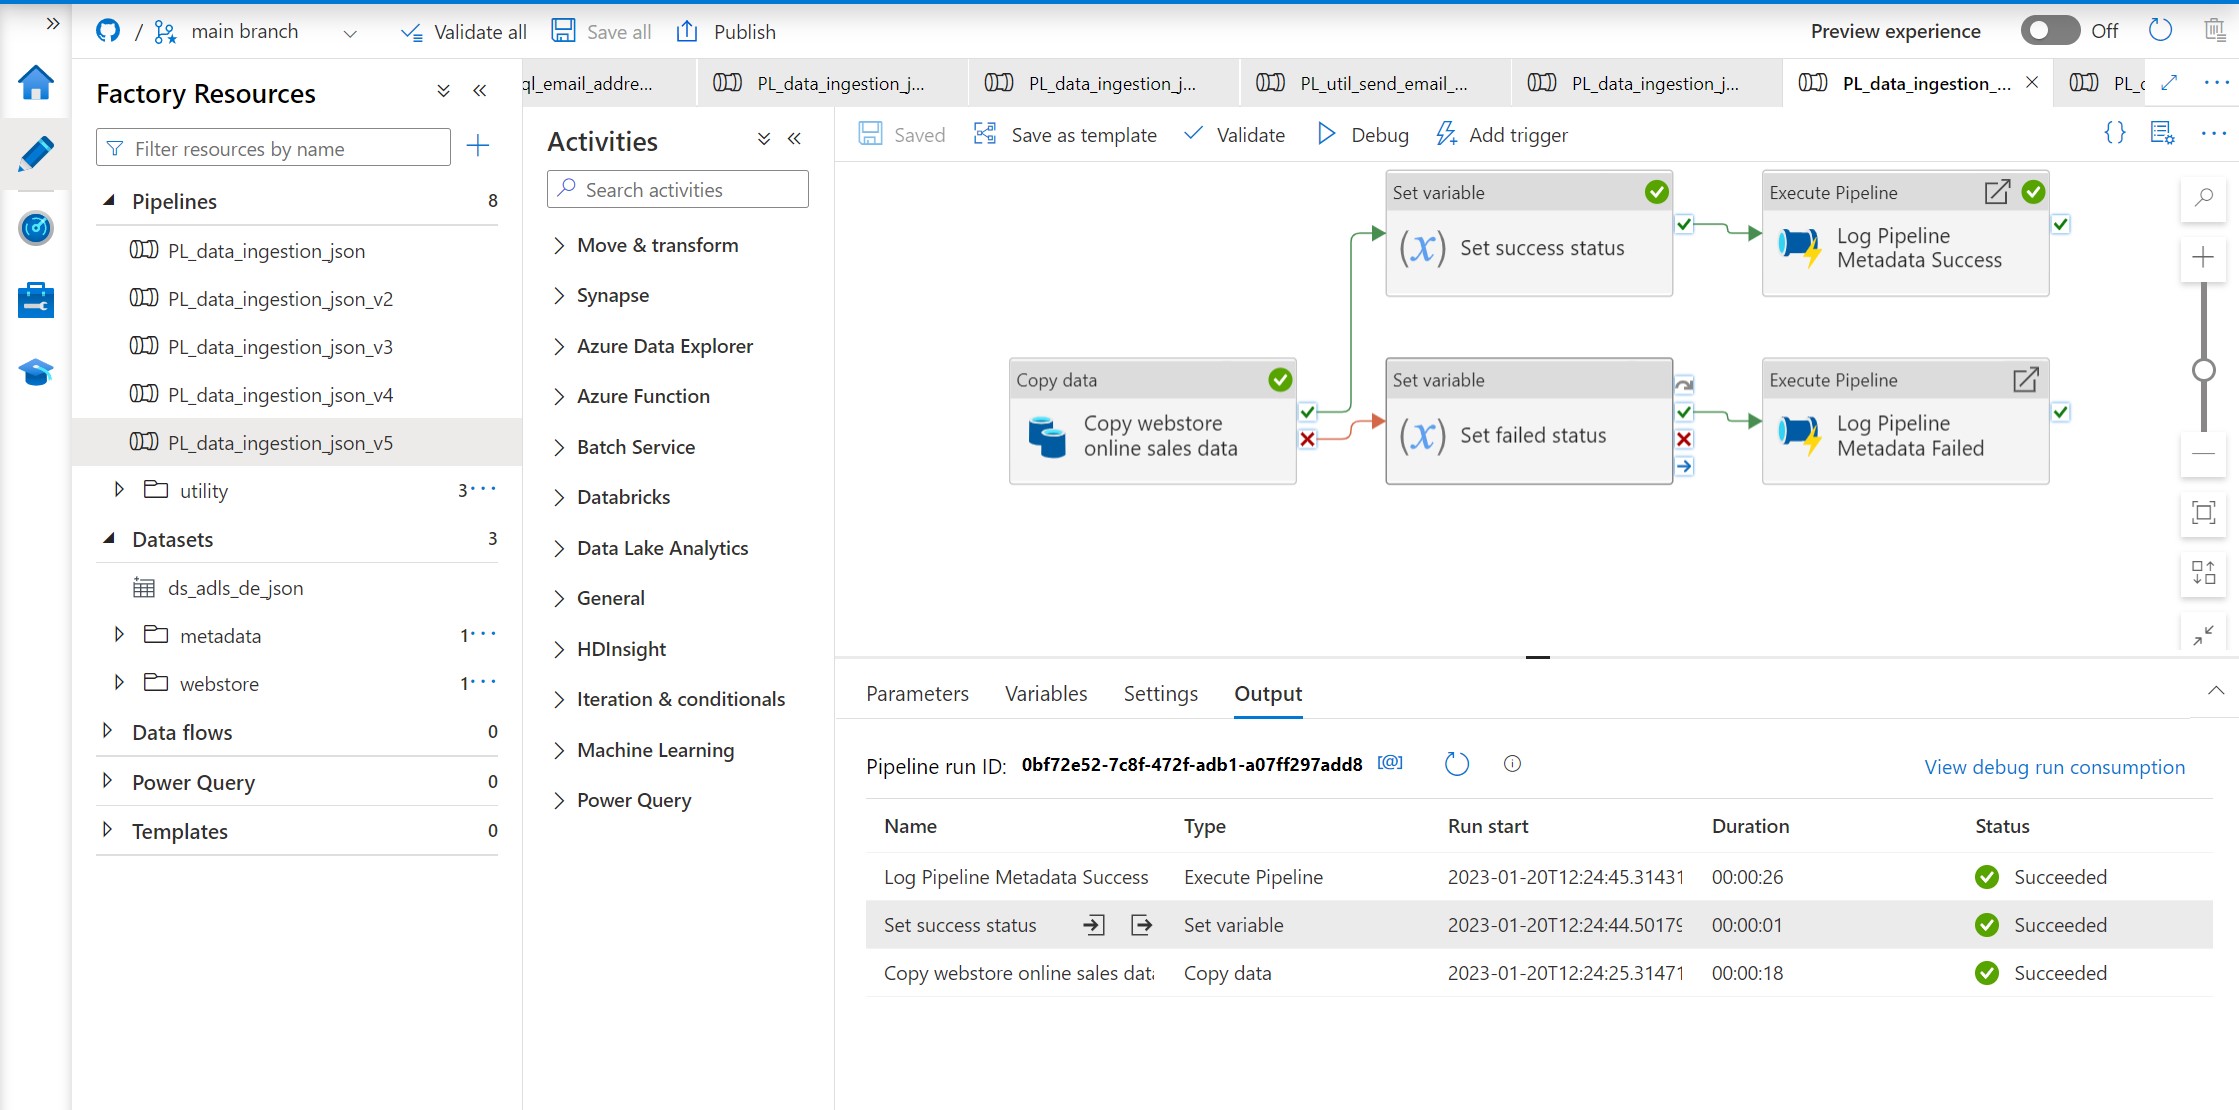 / main branch
Validate all
Save all
Publish
Preview experience
Off
Factory Resources
Filter resources by name
Pipelines 8
PL_data_ingestion_json
PL_data_ingestion_json_v2
PL_data_ingestion_json_v3
PL_data_ingestion_json_v4
PL_data_ingestion_json_v5
utility 3
Datasets 3
ds_adls_de_json
metadata 1
webstore 1
Data flows 0
Power Query 0
Templates 0
ql_email_addre...
PL_data_ingestion_j...
PL_data_ingestion_j...
PL_util_send_email_...
PL_data_ingestion_j...
PL_data_ingestion_...
Activities
Search activities
Move & transform
Synapse
Azure Data Explorer
Azure Function
Batch Service
Databricks
Data Lake Analytics
General
HDInsight
Iteration & conditionals
Machine Learning
Power Query
Saved
Save as template
Validate
Debug
Add trigger
{}
Set variable
(x) Set success status
Execute Pipeline
Log Pipeline
Metadata Success
Copy data
Copy webstore
online sales data
Set variable
(x) Set failed status
Execute Pipeline
Log Pipeline
Metadata Failed
Parameters
Variables
Settings
Output
Pipeline run ID: 0bf72e52-7c8f-472f-adb1-a07ff297add8 [@]
View debug run consumption
Name Type Run start Duration Status
Log Pipeline Metadata Success Execute Pipeline 2023-01-20T12:24:45.31431 00:00:26 Succeeded
Set success status Set variable 2023-01-20T12:24:44.50179 00:00:01 Succeeded
Copy webstore online sales data Copy data 2023-01-20T12:24:25.31471 00:00:18 Succeeded